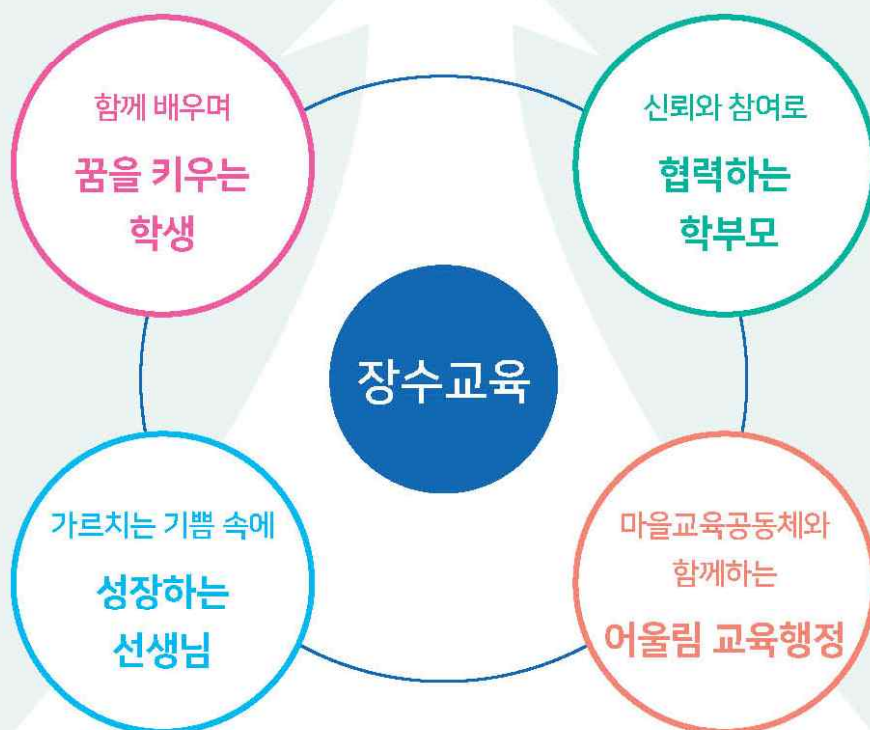 함께 배우며
꿈을 키우는
학생
신뢰와 참여로
협력하는
학부모
장수교육
가르치는 기쁨 속에
성장하는
선생님
마을교육공동체와
함께하는
어울림 교육행정